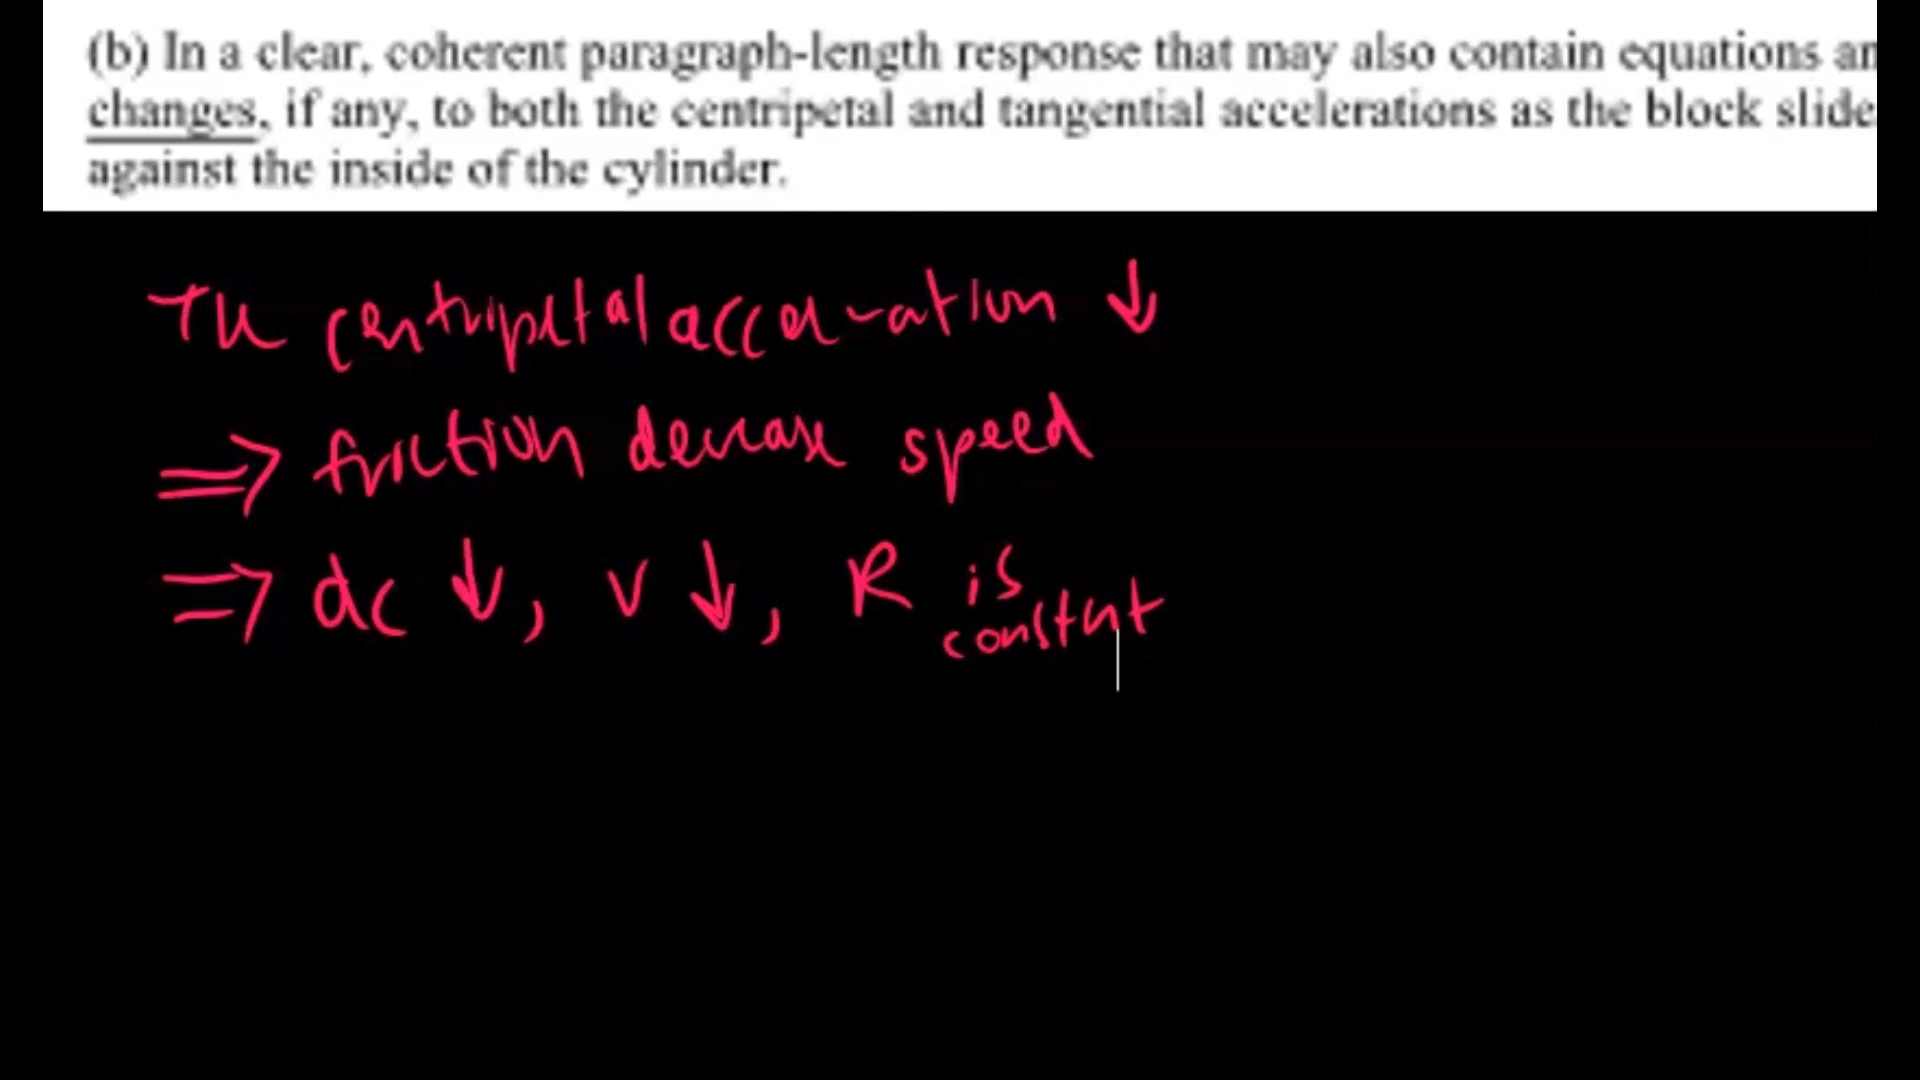 (b) In a clear, coherent paragraph-length response that may also contain equations an
changes, if any, to both the centripetal and tangential accelerations as the block slide
against the inside of the cylinder.
The centripetal acceleration ↓
⇒ friction decrease speed
⇒ ac ↓, v ↓, R is
constant